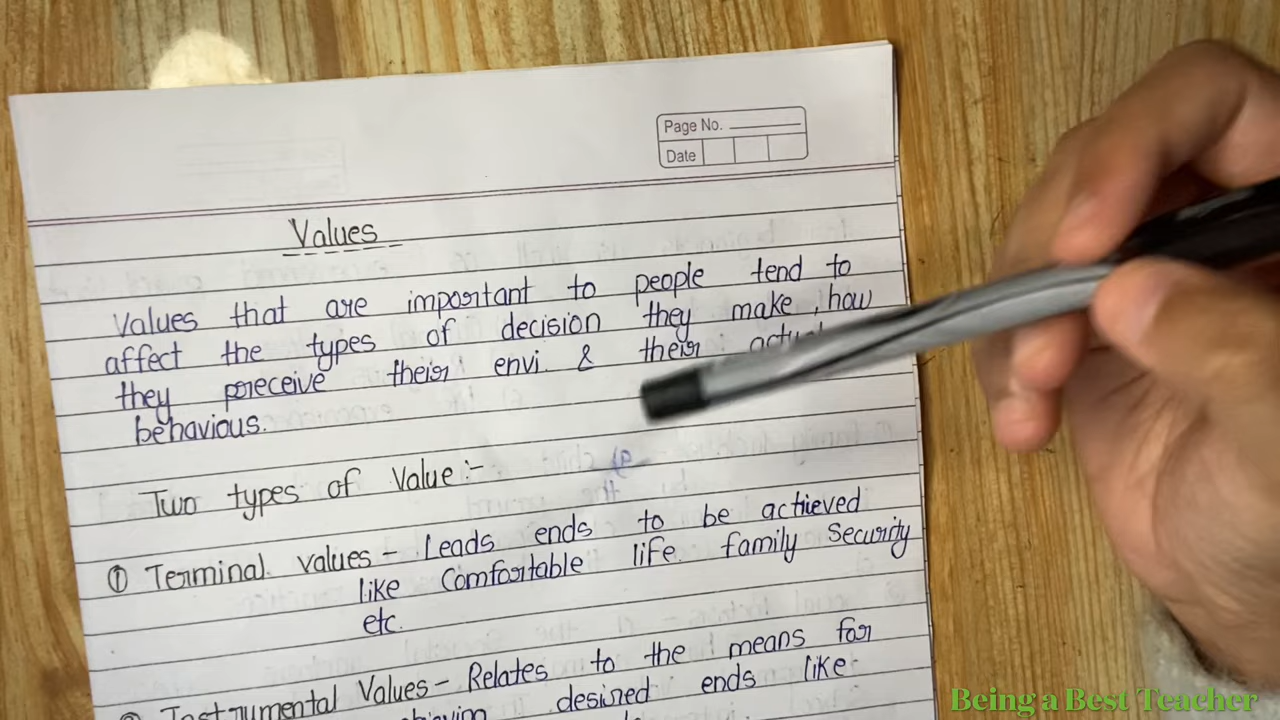 Page No.
Date
Values
Values that are important to people tend to
affect the types of decision they make, how
they preceive their envi. & their
behavious.
Two types of Value :-
① Terminal values - Leads ends to be achieved
like Comfortable life. family Security
etc.
Instrumental Values - Relates to the means for
desired ends like
Being a Best Teacher